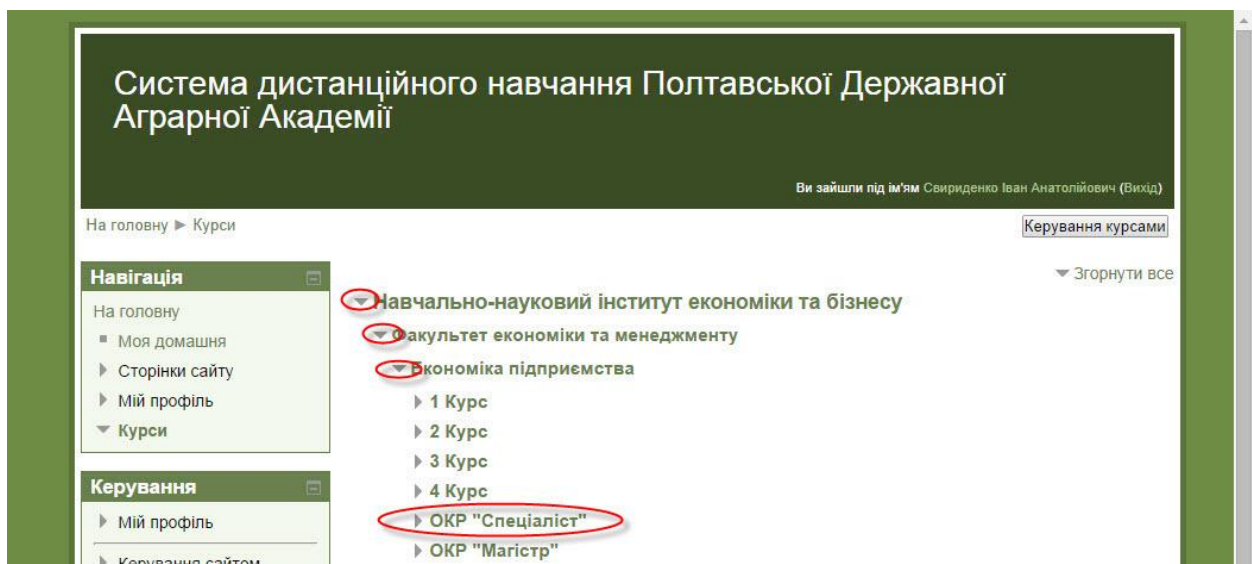 Система дистанційного навчання Полтавської Державної
Аграрної Академії
Ви зайшли під ім'ям Свириденко Іван Анатолійович (Вихід)
На головну ► Курси
Керування курсами
Навігація
На головну
Моя домашня
Сторінки сайту
Мій профіль
Курси
Керування
Мій профіль
Керування сайтом
Згорнути все
Навчально-науковий інститут економіки та бізнесу
Факультет економіки та менеджменту
Економіка підприємства
1 Курс
2 Курс
3 Курс
4 Курс
ОКР "Спеціаліст"
ОКР "Магістр"